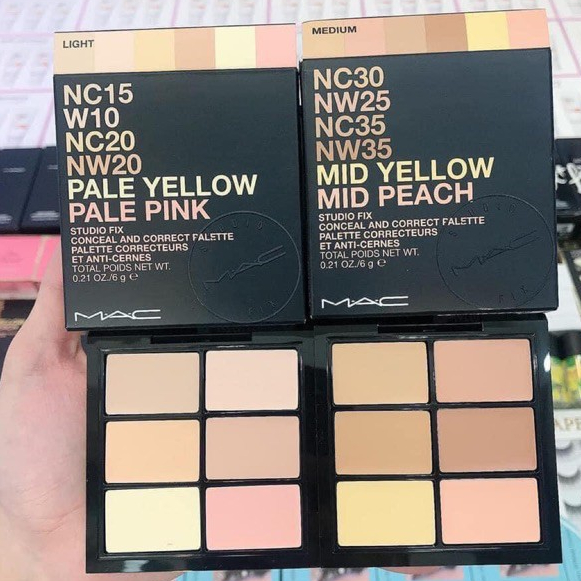 LIGHT
NC15
W10
NC20
NW20
PALE YELLOW
PALE PINK
STUDIO FIX
CONCEAL AND CORRECT PALETTE
PALETTE CORRECTEURS
ET ANTI-CERNES
TOTAL POIDS NET WT.
0.21 OZ./6 g ℮
MAC
MAC
MEDIUM
NC30
NW25
NC35
NW35
MID YELLOW
MID PEACH
STUDIO FIX
CONCEAL AND CORRECT PALETTE
PALETTE CORRECTEURS
ET ANTI-CERNES
TOTAL POIDS NET WT.
0.21 OZ./6 g ℮
MAC
MAC